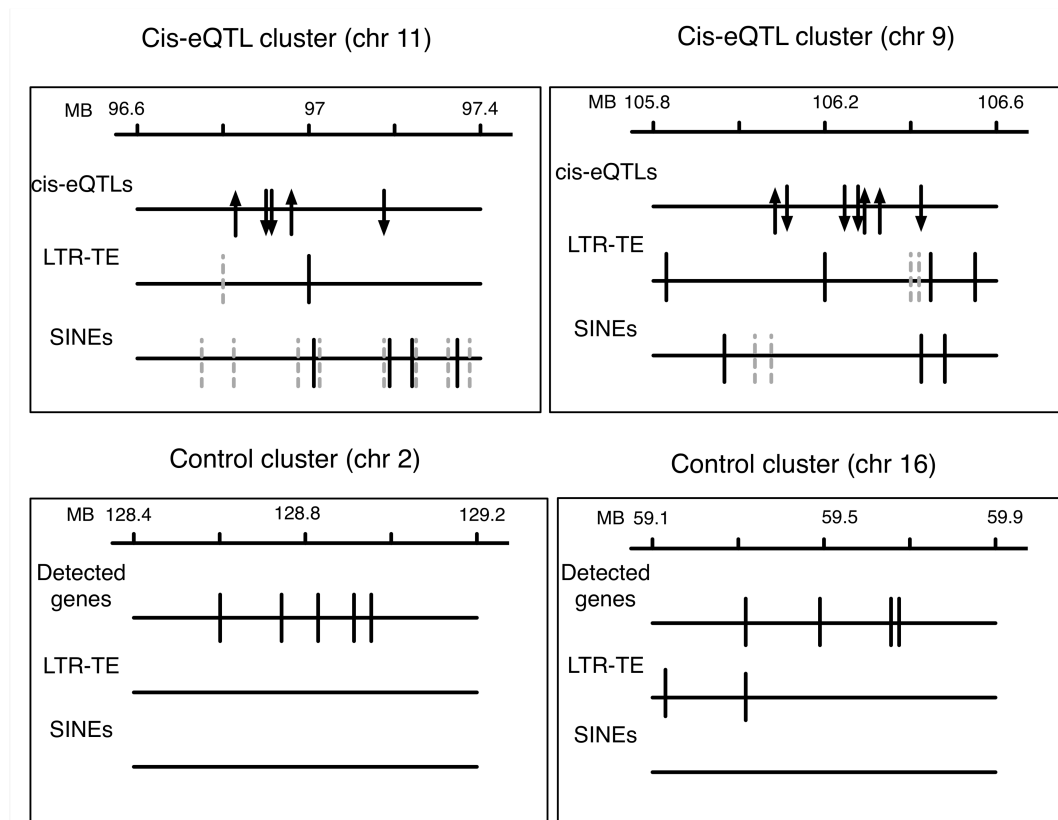 Cis-eQTL cluster (chr 11)
MB 96.6 97 97.4
cis-eQTLs
LTR-TE
SINEs
Cis-eQTL cluster (chr 9)
MB 105.8 106.2 106.6
cis-eQTLs
LTR-TE
SINEs
Control cluster (chr 2)
MB 128.4 128.8 129.2
Detected
genes
LTR-TE
SINEs
Control cluster (chr 16)
MB 59.1 59.5 59.9
Detected
genes
LTR-TE
SINEs